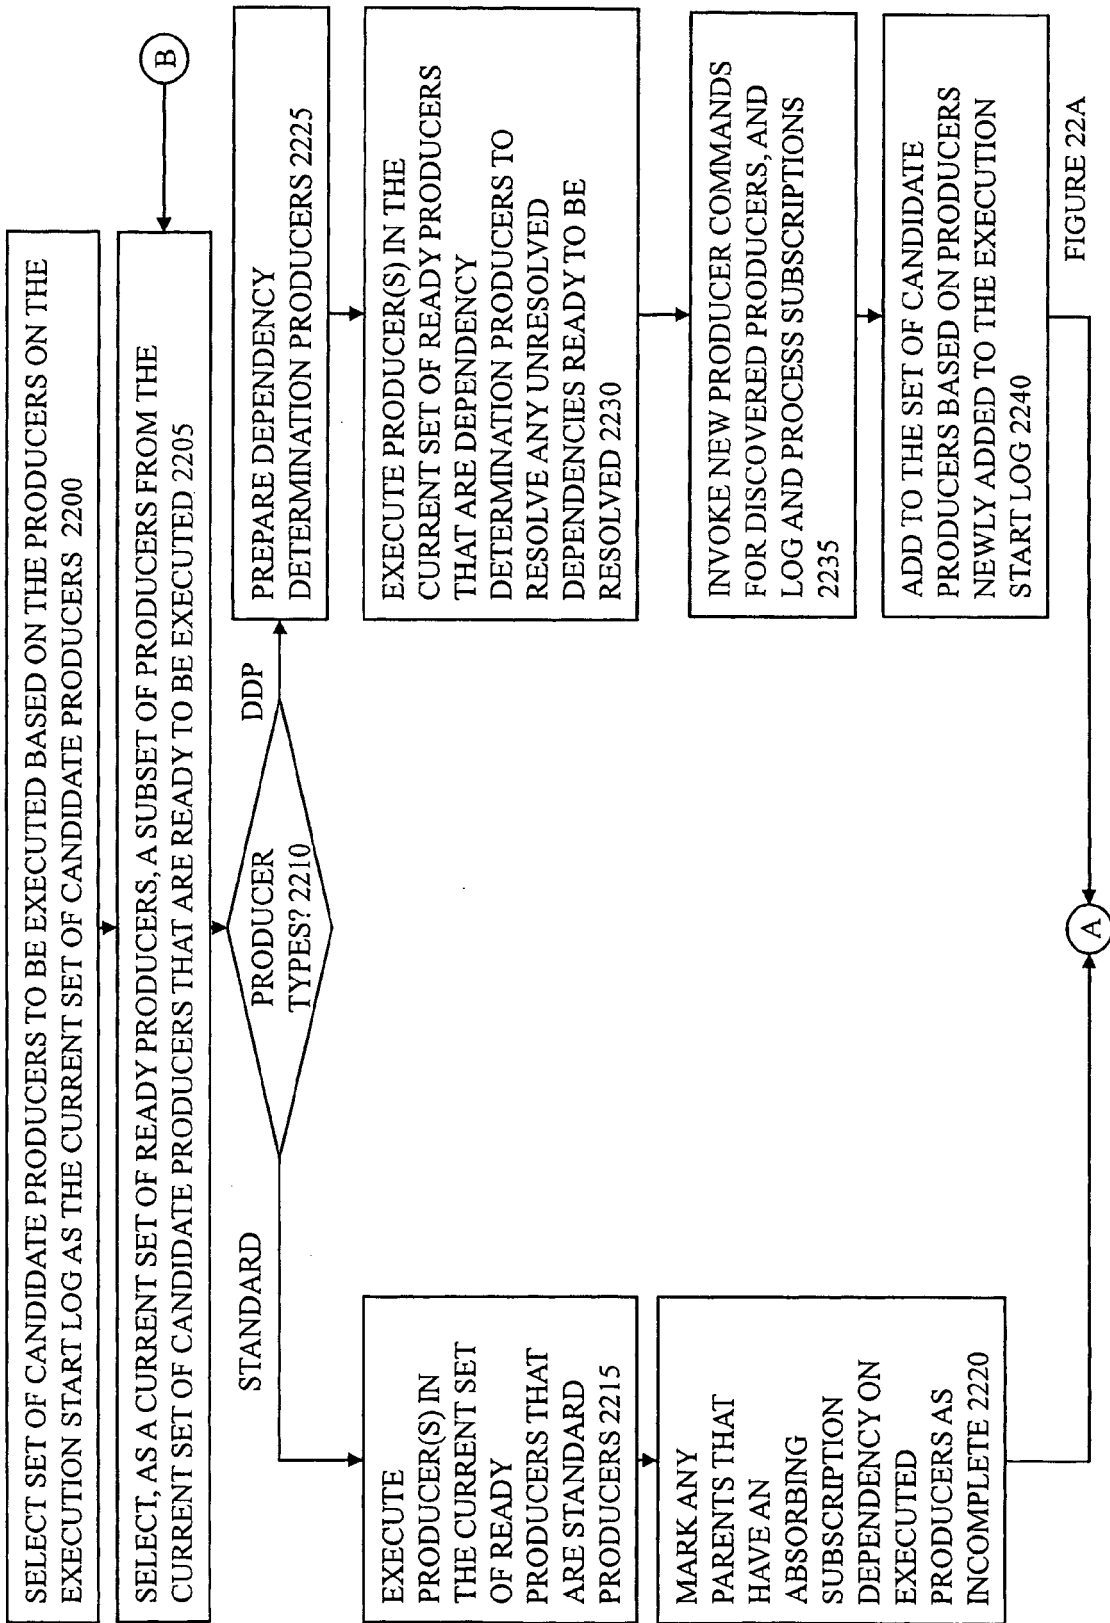 SELECT SET OF CANDIDATE PRODUCERS TO BE EXECUTED BASED ON THE PRODUCERS ON THE
EXECUTION START LOG AS THE CURRENT SET OF CANDIDATE PRODUCERS 2200
B
SELECT, AS A CURRENT SET OF READY PRODUCERS, A SUBSET OF PRODUCERS FROM THE
CURRENT SET OF CANDIDATE PRODUCERS THAT ARE READY TO BE EXECUTED 2205
PRODUCER
TYPES? 2210
STANDARD
DDP
EXECUTE
PRODUCER(S) IN
THE CURRENT SET
OF READY
PRODUCERS THAT
ARE STANDARD
PRODUCERS 2215
MARK ANY
PARENTS THAT
HAVE AN
ABSORBING
SUBSCRIPTION
DEPENDENCY ON
EXECUTED
PRODUCERS AS
INCOMPLETE 2220
PREPARE DEPENDENCY
DETERMINATION PRODUCERS 2225
EXECUTE PRODUCER(S) IN THE
CURRENT SET OF READY PRODUCERS
THAT ARE DEPENDENCY
DETERMINATION PRODUCERS TO
RESOLVE ANY UNRESOLVED
DEPENDENCIES READY TO BE
RESOLVED 2230
INVOKE NEW PRODUCER COMMANDS
FOR DISCOVERED PRODUCERS, AND
LOG AND PROCESS SUBSCRIPTIONS
2235
ADD TO THE SET OF CANDIDATE
PRODUCERS BASED ON PRODUCERS
NEWLY ADDED TO THE EXECUTION
START LOG 2240
A
FIGURE 22A